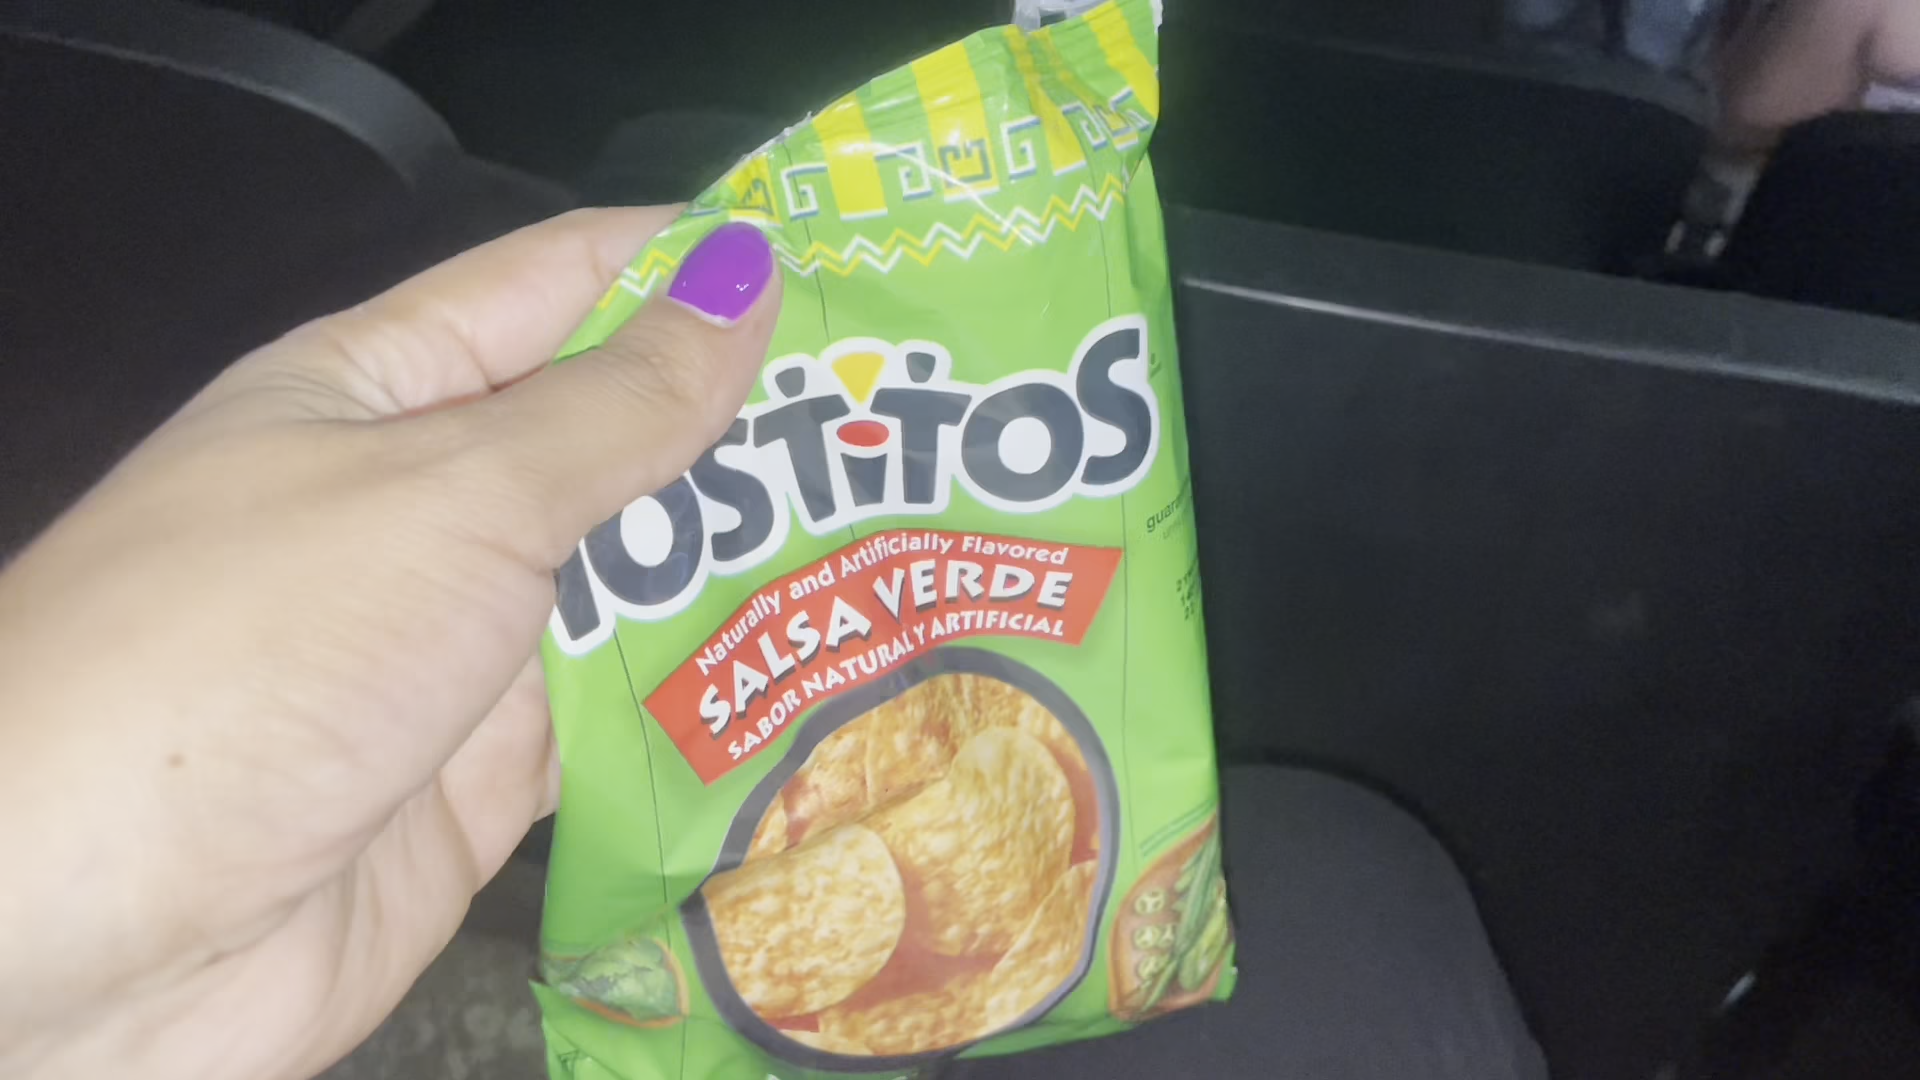 TOSTITOS
Naturally and Artificially Flavored
SALSA VERDE
SABOR NATURAL Y ARTIFICIAL